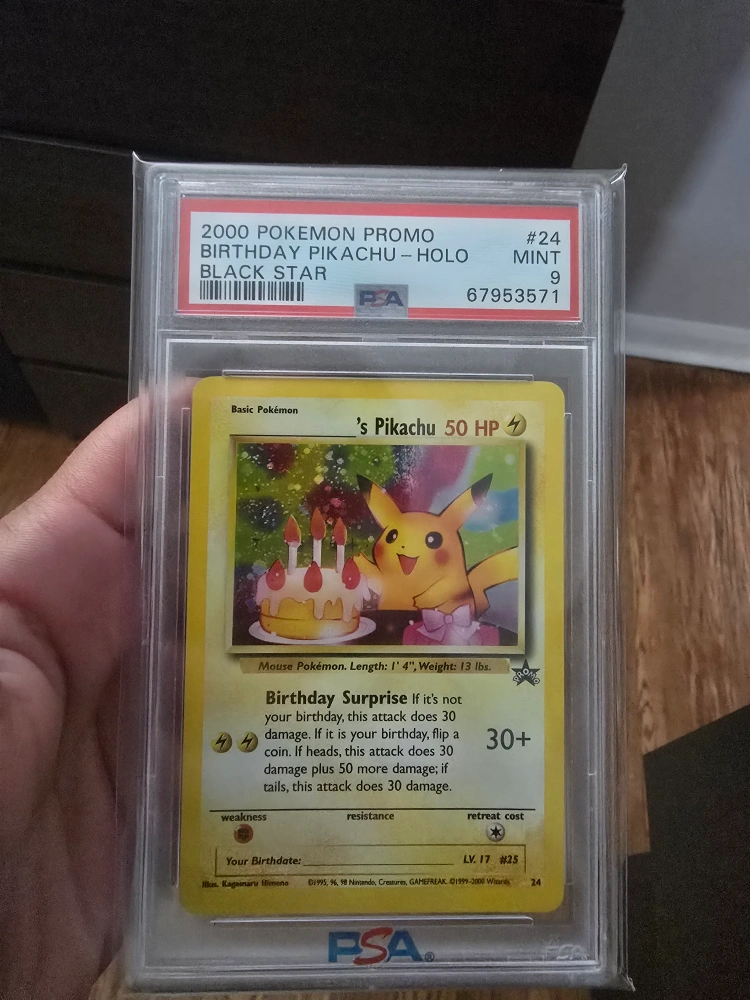 2000 POKEMON PROMO #24
BIRTHDAY PIKACHU - HOLO MINT
BLACK STAR 9
PSA 67953571
Basic Pokémon
____________'s Pikachu 50 HP
Mouse Pokémon. Length: 1' 4", Weight: 13 lbs.
PROMO
Birthday Surprise If it's not
your birthday, this attack does 30
damage. If it is your birthday, flip a
coin. If heads, this attack does 30
damage plus 50 more damage; if
tails, this attack does 30 damage.
30+
weakness resistance retreat cost
Your Birthdate:____________________ LV. 17 #25
Illus. Kagemaru Himeno ©1995, 96, 98 Nintendo, Creatures, GAMEFREAK. ©1999-2000 Wizards. 24
PSA®
PSA